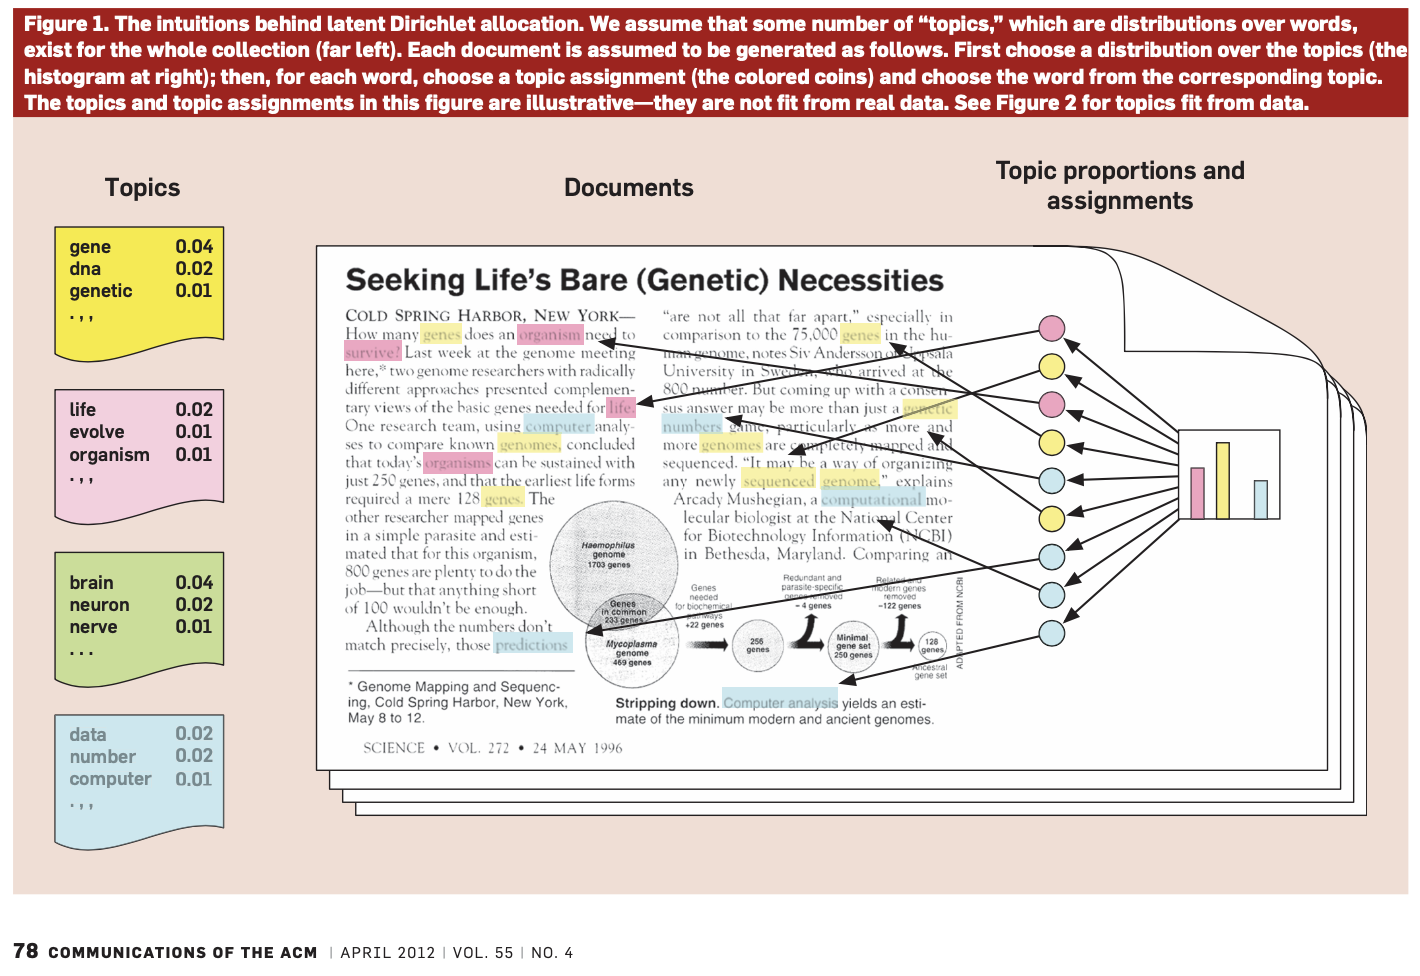 Figure 1. The intuitions behind latent Dirichlet allocation. We assume that some number of “topics,” which are distributions over words,
exist for the whole collection (far left). Each document is assumed to be generated as follows. First choose a distribution over the topics (the
histogram at right); then, for each word, choose a topic assignment (the colored coins) and choose the word from the corresponding topic.
The topics and topic assignments in this figure are illustrative—they are not fit from real data. See Figure 2 for topics fit from data.
Topics
gene 0.04
dna 0.02
genetic 0.01
. , ,
life 0.02
evolve 0.01
organism 0.01
. , ,
brain 0.04
neuron 0.02
nerve 0.01
. . .
data 0.02
number 0.02
computer 0.01
. , ,
Documents
Seeking Life’s Bare (Genetic) Necessities
COLD SPRING HARBOR, NEW YORK—
How many genes does an organism need to
survive? Last week at the genome meeting
here,* two genome researchers with radically
different approaches presented complemen-
tary views of the basic genes needed for life.
One research team, using computer analy-
ses to compare known genomes, concluded
that today’s organisms can be sustained with
just 250 genes, and that the earliest life forms
required a mere 128 genes. The
other researcher mapped genes
in a simple parasite and esti-
mated that for this organism,
800 genes are plenty to do the
job—but that anything short
of 100 wouldn’t be enough.
Although the numbers don’t
match precisely, those predictions
* Genome Mapping and Sequenc-
ing, Cold Spring Harbor, New York,
May 8 to 12.
“are not all that far apart,” especially in
comparison to the 75,000 genes in the hu-
man genome, notes Siv Andersson of Uppsala
University in Sweden, who arrived at the
800 number. But coming up with a consen-
sus answer may be more than just a genetic
numbers game, particularly as more and
more genomes are completely mapped and
sequenced. “It may be a way of organizing
any newly sequenced genome,” explains
Arcady Mushegian, a computational mo-
lecular biologist at the National Center
for Biotechnology Information (NCBI)
in Bethesda, Maryland. Comparing an
Haemophilus
genome
1703 genes
Genes
in common
233 genes
Mycoplasma
genome
469 genes
Genes
needed
for biochemical
pathways
+22 genes
256
genes
Redundant and
parasite-specific
genes removed
– 4 genes
Minimal
gene set
250 genes
Related and
modern genes
removed
–122 genes
128
genes
Ancestral
gene set
ADAPTED FROM NCBI
Stripping down. Computer analysis yields an esti-
mate of the minimum modern and ancient genomes.
SCIENCE • VOL. 272 • 24 MAY 1996
Topic proportions and
assignments
78 COMMUNICATIONS OF THE ACM | APRIL 2012 | VOL. 55 | NO. 4